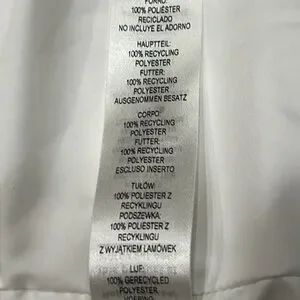 FORRO:
100% POLIÉSTER
RECICLADO
NO INCLUYE EL ADORNO
HAUPTTEIL:
100% RECYCLING
POLYESTER
FUTTER:
100% RECYCLING
POLYESTER
AUSGENOMMEN BESATZ
CORPO:
100% RECYCLING
POLYESTER
FUTTER:
100% RECYCLING
POLYESTER
ESCLUSO INSERTO
TUŁÓW:
100% POLIESTER Z
RECYKLINGU
PODSZEWKA:
100% POLIESTER Z
RECYKLINGU
Z WYJĄTKIEM LAMÓWEK
LIJF:
100% GERECYCLED
POLYESTER
VOERING: